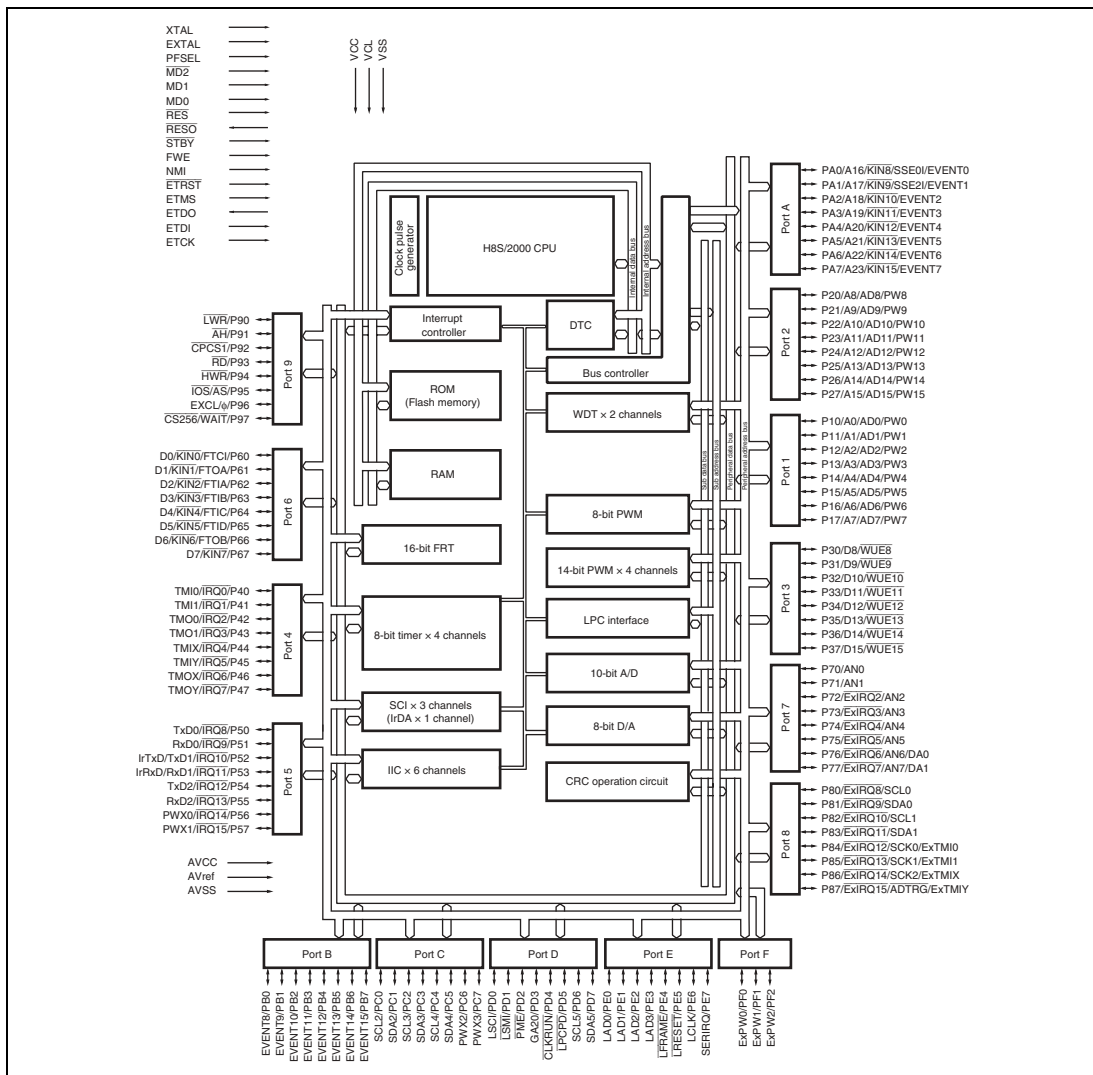 XTAL
EXTAL
PFSEL
MD2
MD1
MD0
RES
RESO
STBY
FWE
NMI
ETRST
ETMS
ETDO
ETDI
ETCK
VCC
VCL
VSS
Clock pulse
generator
H8S/2000 CPU
Internal data bus
Internal address bus
Interrupt
controller
DTC
Bus controller
ROM
(Flash memory)
WDT × 2 channels
RAM
8-bit PWM
16-bit FRT
14-bit PWM × 4 channels
8-bit timer × 4 channels
LPC interface
10-bit A/D
SCI × 3 channels
(IrDA × 1 channel)
8-bit D/A
IIC × 6 channels
CRC operation circuit
Sub data bus
Sub address bus
Peripheral data bus
Peripheral address bus
LWR/P90
AH/P91
CPCS1/P92
RD/P93
HWR/P94
IOS/AS/P95
EXCL/ϕ/P96
CS256/WAIT/P97
Port 9
D0/KIN0/FTCI/P60
D1/KIN1/FTOA/P61
D2/KIN2/FTIA/P62
D3/KIN3/FTIB/P63
D4/KIN4/FTIC/P64
D5/KIN5/FTID/P65
D6/KIN6/FTOB/P66
D7/KIN7/P67
Port 6
TMI0/IRQ0/P40
TMI1/IRQ1/P41
TMO0/IRQ2/P42
TMO1/IRQ3/P43
TMIX/IRQ4/P44
TMIY/IRQ5/P45
TMOX/IRQ6/P46
TMOY/IRQ7/P47
Port 4
TxD0/IRQ8/P50
RxD0/IRQ9/P51
IrTxD/TxD1/IRQ10/P52
IrRxD/RxD1/IRQ11/P53
TxD2/IRQ12/P54
RxD2/IRQ13/P55
PWX0/IRQ14/P56
PWX1/IRQ15/P57
Port 5
AVCC
AVref
AVSS
Port A
PA0/A16/KIN8/SSE0I/EVENT0
PA1/A17/KIN9/SSE2I/EVENT1
PA2/A18/KIN10/EVENT2
PA3/A19/KIN11/EVENT3
PA4/A20/KIN12/EVENT4
PA5/A21/KIN13/EVENT5
PA6/A22/KIN14/EVENT6
PA7/A23/KIN15/EVENT7
Port 2
P20/A8/AD8/PW8
P21/A9/AD9/PW9
P22/A10/AD10/PW10
P23/A11/AD11/PW11
P24/A12/AD12/PW12
P25/A13/AD13/PW13
P26/A14/AD14/PW14
P27/A15/AD15/PW15
Port 1
P10/A0/AD0/PW0
P11/A1/AD1/PW1
P12/A2/AD2/PW2
P13/A3/AD3/PW3
P14/A4/AD4/PW4
P15/A5/AD5/PW5
P16/A6/AD6/PW6
P17/A7/AD7/PW7
Port 3
P30/D8/WUE8
P31/D9/WUE9
P32/D10/WUE10
P33/D11/WUE11
P34/D12/WUE12
P35/D13/WUE13
P36/D14/WUE14
P37/D15/WUE15
Port 7
P70/AN0
P71/AN1
P72/ExIRQ2/AN2
P73/ExIRQ3/AN3
P74/ExIRQ4/AN4
P75/ExIRQ5/AN5
P76/ExIRQ6/AN6/DA0
P77/ExIRQ7/AN7/DA1
Port 8
P80/ExIRQ8/SCL0
P81/ExIRQ9/SDA0
P82/ExIRQ10/SCL1
P83/ExIRQ11/SDA1
P84/ExIRQ12/SCK0/ExTMI0
P85/ExIRQ13/SCK1/ExTMI1
P86/ExIRQ14/SCK2/ExTMIX
P87/ExIRQ15/ADTRG/ExTMIY
Port B
Port C
Port D
Port E
Port F
EVENT8/PB0
EVENT9/PB1
EVENT10/PB2
EVENT11/PB3
EVENT12/PB4
EVENT13/PB5
EVENT14/PB6
EVENT15/PB7
SCL2/PC0
SDA2/PC1
SCL3/PC2
SDA3/PC3
SCL4/PC4
SDA4/PC5
PWX2/PC6
PWX3/PC7
LSCI/PD0
LSMI/PD1
PME/PD2
GA20/PD3
CLKRUN/PD4
LPCPD/PD5
SCL5/PD6
SDA5/PD7
LAD0/PE0
LAD1/PE1
LAD2/PE2
LAD3/PE3
LFRAME/PE4
LRESET/PE5
LCLK/PE6
SERIRQ/PE7
ExPW0/PF0
ExPW1/PF1
ExPW2/PF2